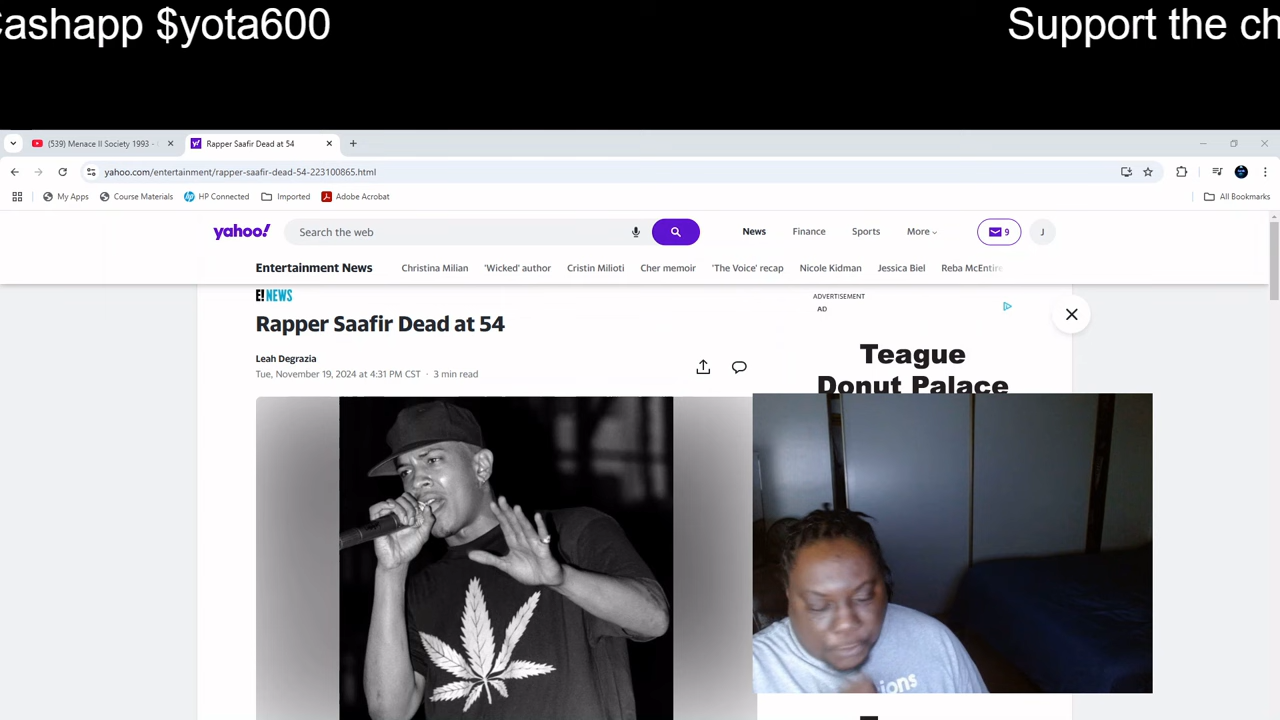 Cashapp $yota600
Support the ch
(539) Menace II Society 1993 -
Rapper Saafir Dead at 54
yahoo.com/entertainment/rapper-saafir-dead-54-223100865.html
My Apps
Course Materials
HP Connected
Imported
Adobe Acrobat
All Bookmarks
yahoo!
Search the web
News
Finance
Sports
More
9
J
Entertainment News
Christina Milian
'Wicked' author
Cristin Milioti
Cher memoir
'The Voice' recap
Nicole Kidman
Jessica Biel
Reba McEntire
E! NEWS
ADVERTISEMENT
AD
Rapper Saafir Dead at 54
Leah Degrazia
Tue, November 19, 2024 at 4:31 PM CST · 3 min read
Teague
Donut Palace
ions